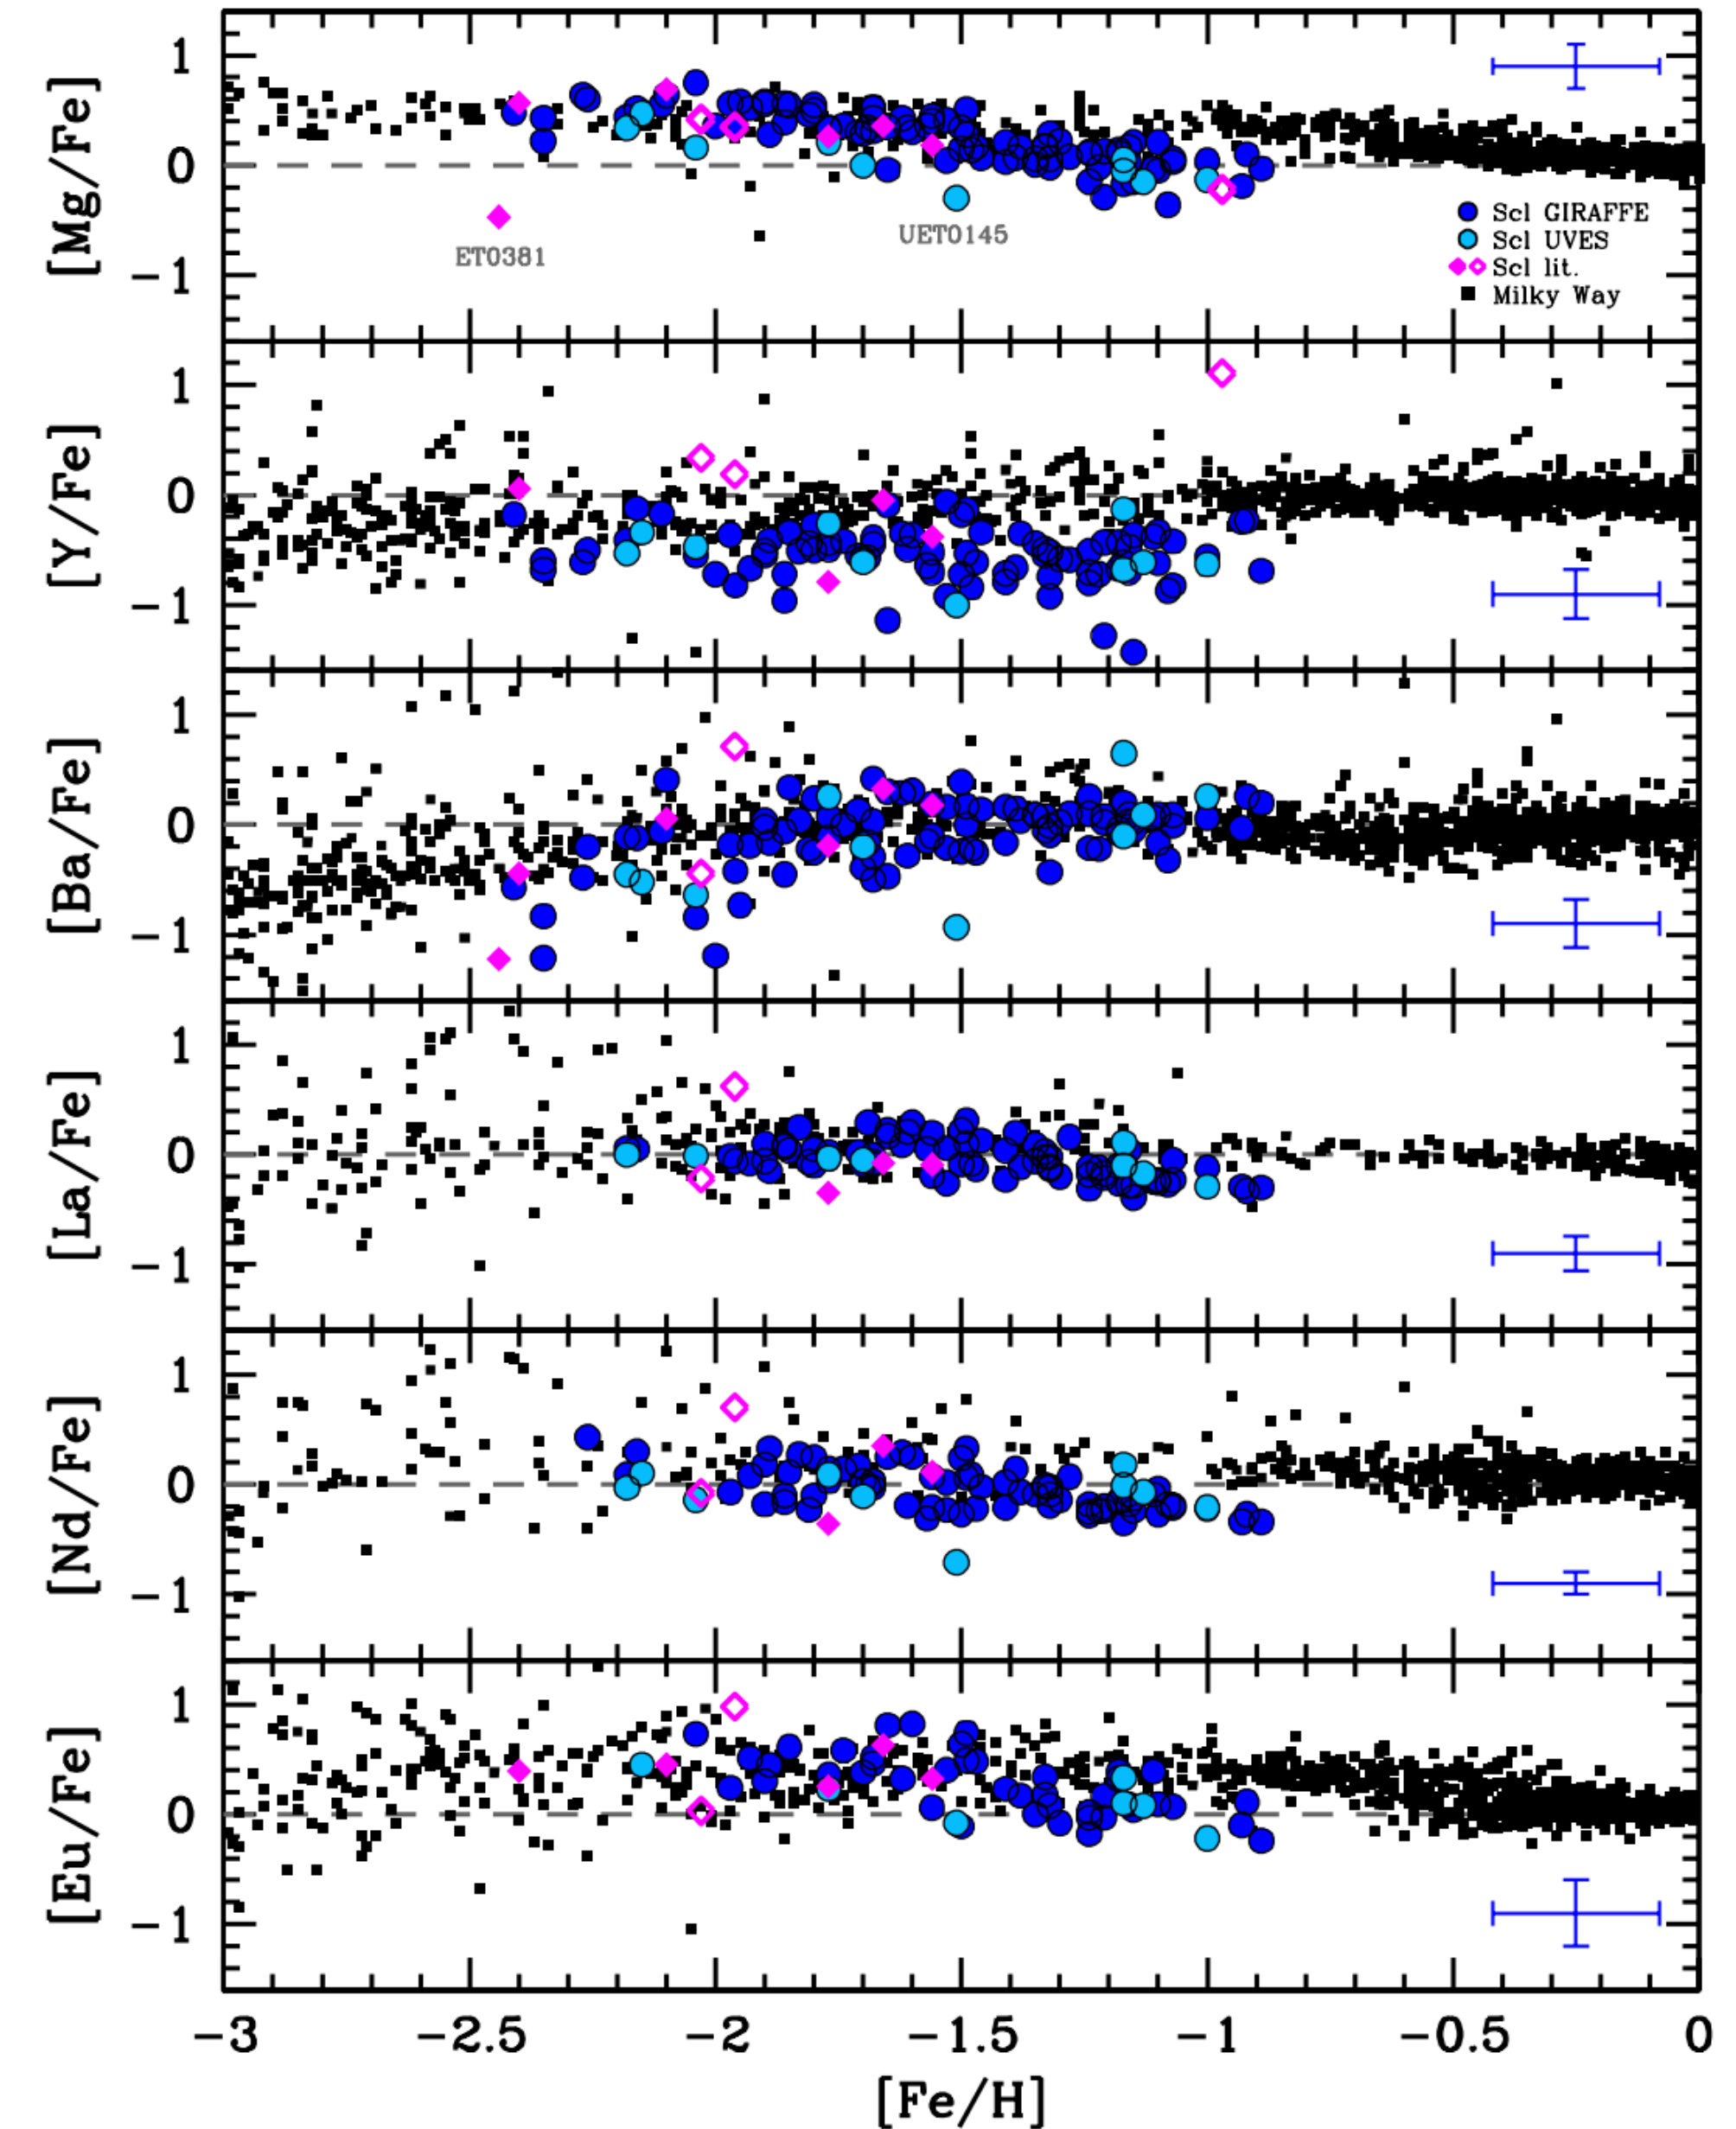 [Mg/Fe]
1
0
−1
ET0381
UET0145
Scl GIRAFFE
Scl UVES
Scl lit.
Milky Way
[Y/Fe]
1
0
−1
[Ba/Fe]
1
0
−1
[La/Fe]
1
0
−1
[Nd/Fe]
1
0
−1
[Eu/Fe]
1
0
−1
−3 −2.5 −2 −1.5 −1 −0.5 0
[Fe/H]